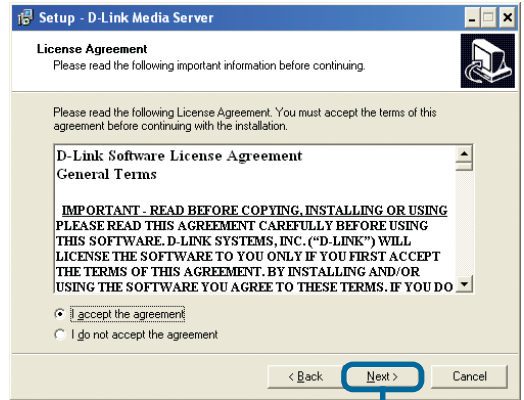 Setup - D-Link Media Server
License Agreement
Please read the following important information before continuing.
Please read the following License Agreement. You must accept the terms of this
agreement before continuing with the installation.
D-Link Software License Agreement
General Terms
IMPORTANT - READ BEFORE COPYING, INSTALLING OR USING
PLEASE READ THIS AGREEMENT CAREFULLY BEFORE USING
THIS SOFTWARE. D-LINK SYSTEMS, INC. (“D-LINK”) WILL
LICENSE THE SOFTWARE TO YOU ONLY IF YOU FIRST ACCEPT
THE TERMS OF THIS AGREEMENT. BY INSTALLING AND/OR
USING THE SOFTWARE YOU AGREE TO THESE TERMS. IF YOU DO
I accept the agreement
I do not accept the agreement
< Back Next > Cancel